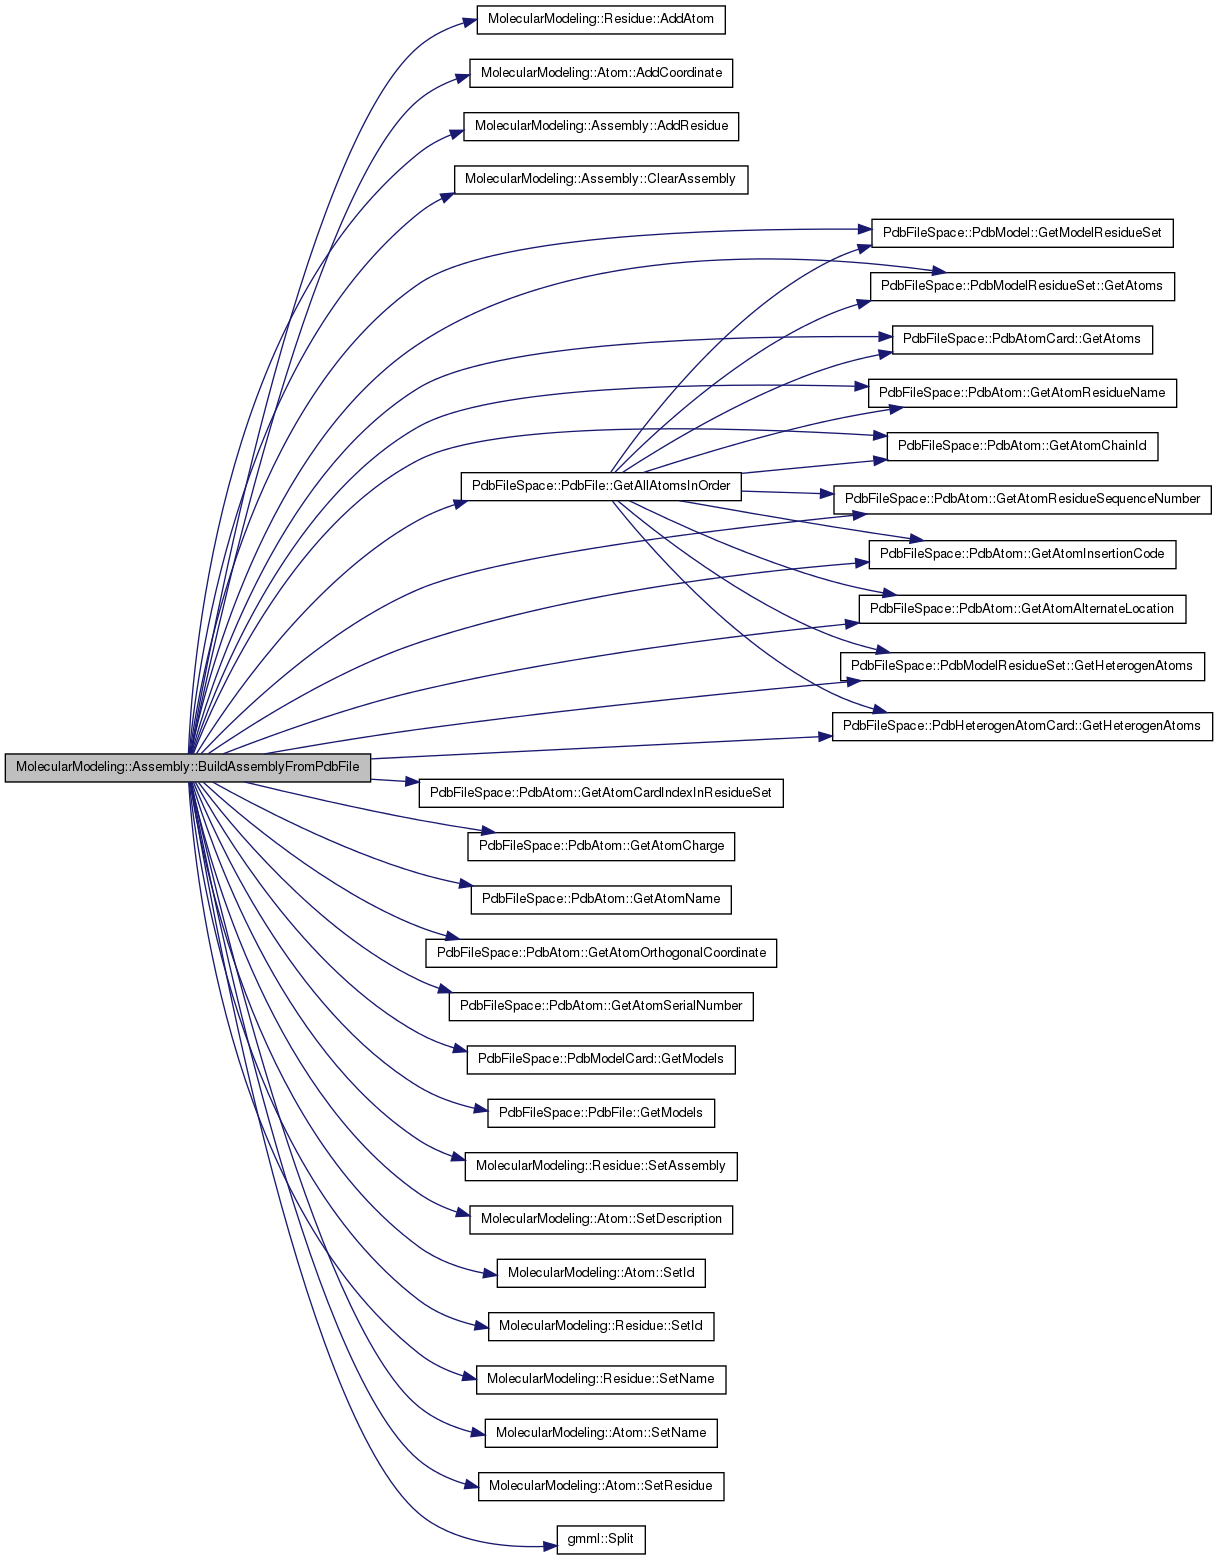 MolecularModeling::Residue::AddAtom
MolecularModeling::Atom::AddCoordinate
MolecularModeling::Assembly::AddResidue
MolecularModeling::Assembly::ClearAssembly
PdbFileSpace::PdbModel::GetModelResidueSet
PdbFileSpace::PdbModelResidueSet::GetAtoms
PdbFileSpace::PdbAtomCard::GetAtoms
PdbFileSpace::PdbAtom::GetAtomResidueName
PdbFileSpace::PdbAtom::GetAtomChainId
PdbFileSpace::PdbFile::GetAllAtomsInOrder
PdbFileSpace::PdbAtom::GetAtomResidueSequenceNumber
PdbFileSpace::PdbAtom::GetAtomInsertionCode
PdbFileSpace::PdbAtom::GetAtomAlternateLocation
PdbFileSpace::PdbModelResidueSet::GetHeterogenAtoms
PdbFileSpace::PdbHeterogenAtomCard::GetHeterogenAtoms
MolecularModeling::Assembly::BuildAssemblyFromPdbFile
PdbFileSpace::PdbAtom::GetAtomCardIndexInResidueSet
PdbFileSpace::PdbAtom::GetAtomCharge
PdbFileSpace::PdbAtom::GetAtomName
PdbFileSpace::PdbAtom::GetAtomOrthogonalCoordinate
PdbFileSpace::PdbAtom::GetAtomSerialNumber
PdbFileSpace::PdbModelCard::GetModels
PdbFileSpace::PdbFile::GetModels
MolecularModeling::Residue::SetAssembly
MolecularModeling::Atom::SetDescription
MolecularModeling::Atom::SetId
MolecularModeling::Residue::SetId
MolecularModeling::Residue::SetName
MolecularModeling::Atom::SetName
MolecularModeling::Atom::SetResidue
gmml::Split